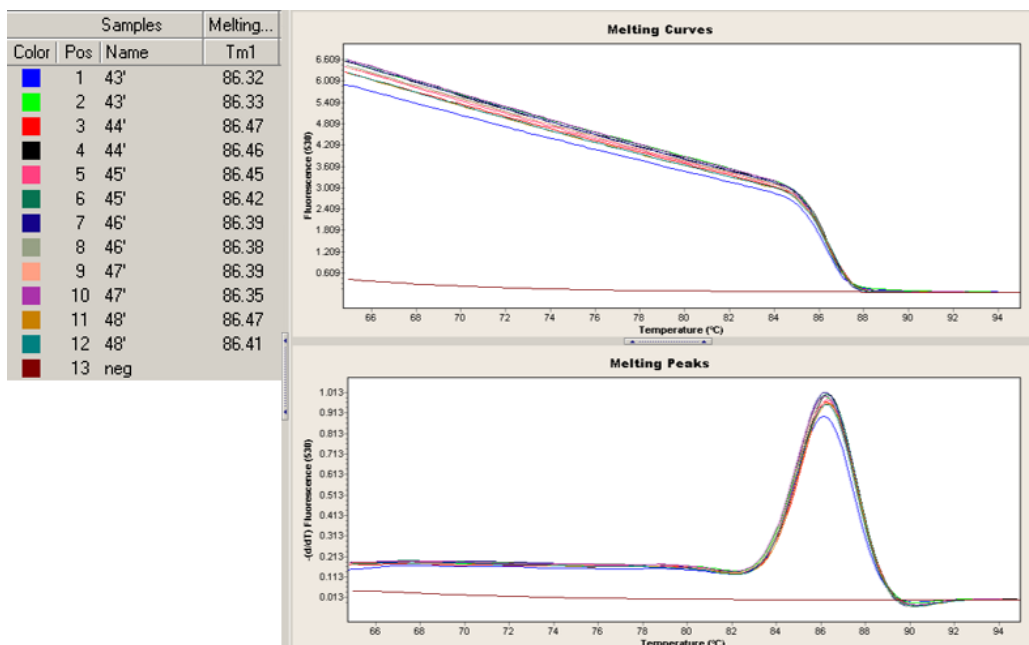 Samples Melting...
Color Pos Name Tm1
1 43' 86.32
2 43' 86.33
3 44' 86.47
4 44' 86.46
5 45' 86.45
6 45' 86.42
7 46' 86.39
8 46' 86.38
9 47' 86.39
10 47' 86.35
11 48' 86.47
12 48' 86.41
13 neg
Melting Curves
Fluorescence (530)
6.609
6.009
5.409
4.809
4.209
3.609
3.009
2.409
1.809
1.209
0.609
66 68 70 72 74 76 78 80 82 84 86 88 90 92 94
Temperature (°C)
Melting Peaks
-(d/dT) Fluorescence (530)
1.013
0.913
0.813
0.713
0.613
0.513
0.413
0.313
0.213
0.113
0.013
66 68 70 72 74 76 78 80 82 84 86 88 90 92 94
Temperature (°C)